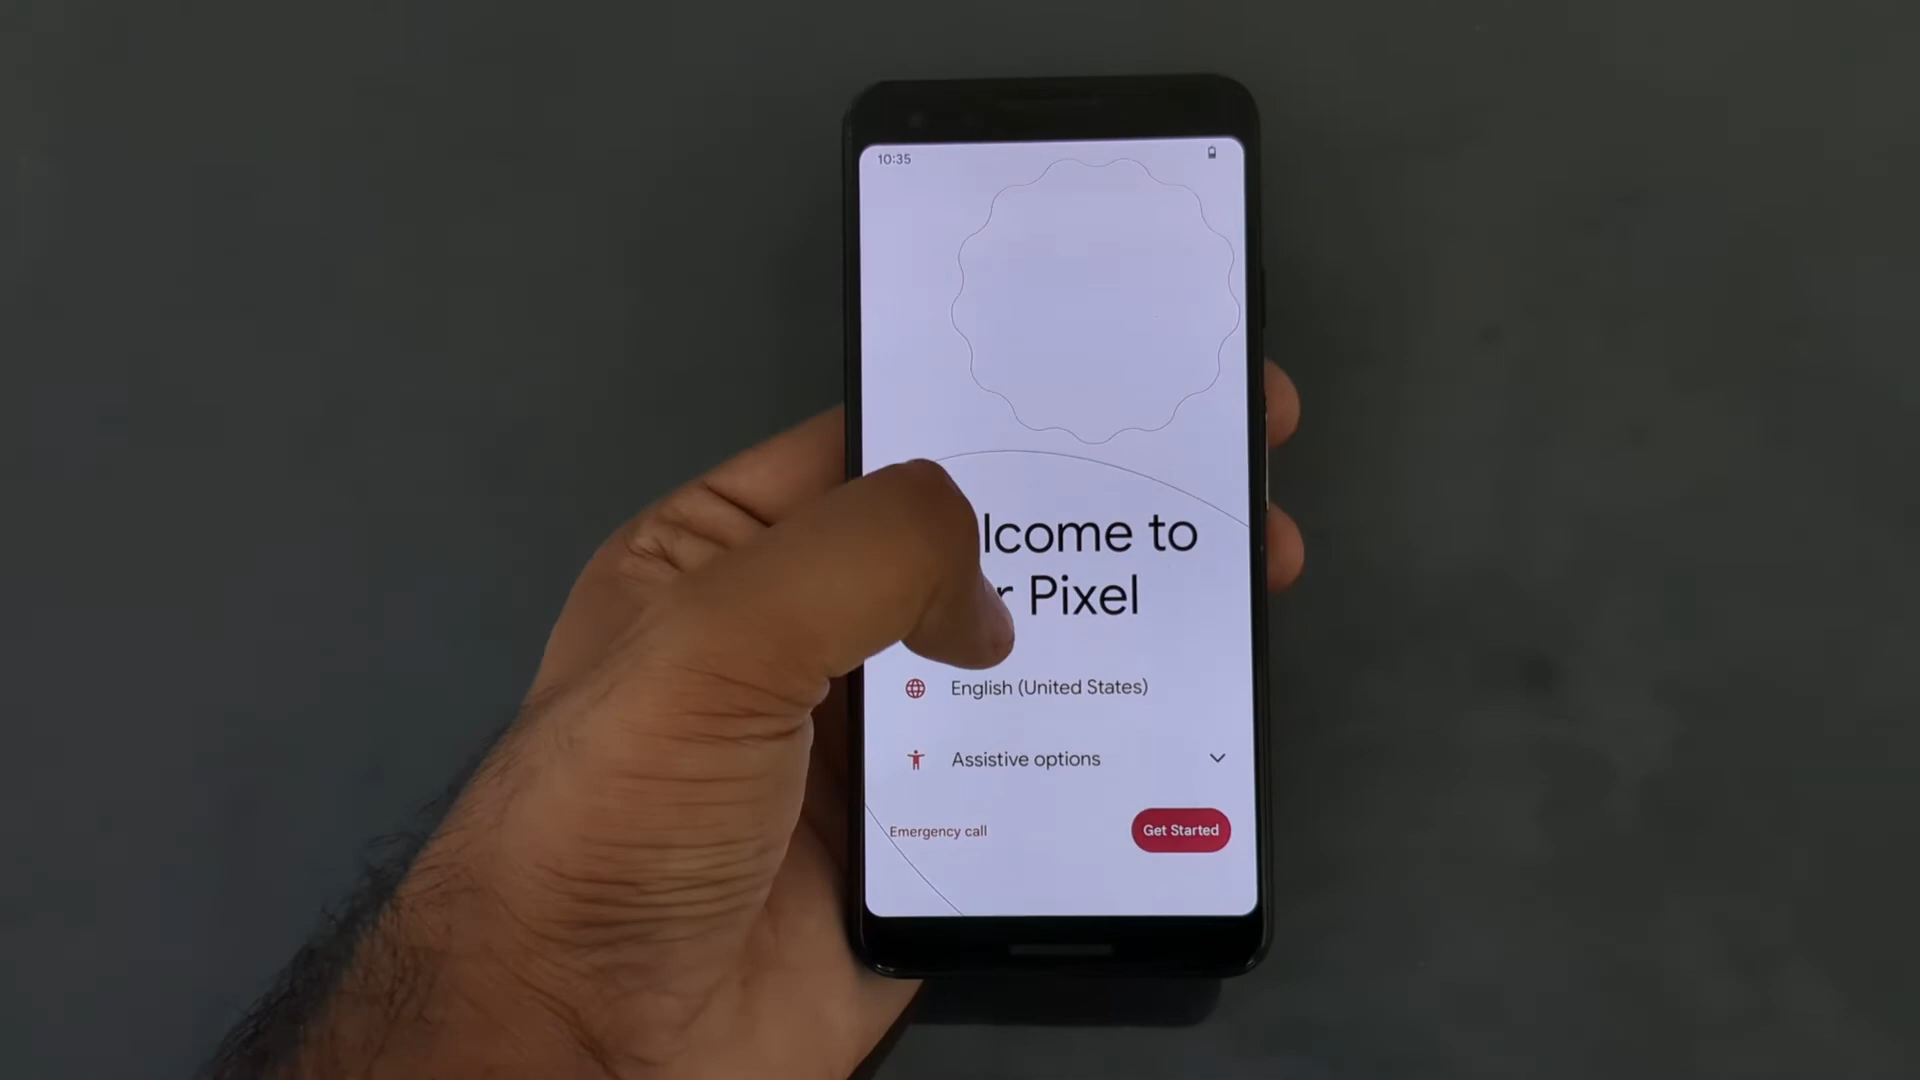 10:35
lcome to
r Pixel
English (United States)
Assistive options
Emergency call
Get Started